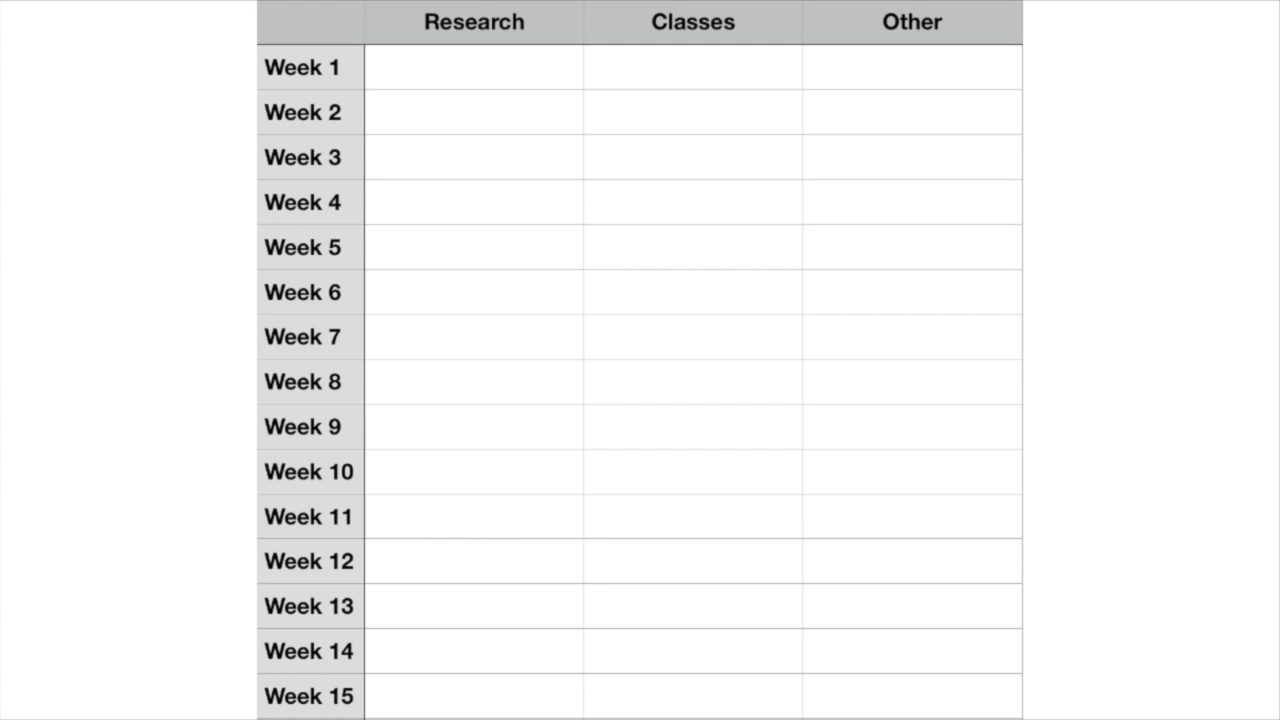 Research Classes Other
Week 1
Week 2
Week 3
Week 4
Week 5
Week 6
Week 7
Week 8
Week 9
Week 10
Week 11
Week 12
Week 13
Week 14
Week 15